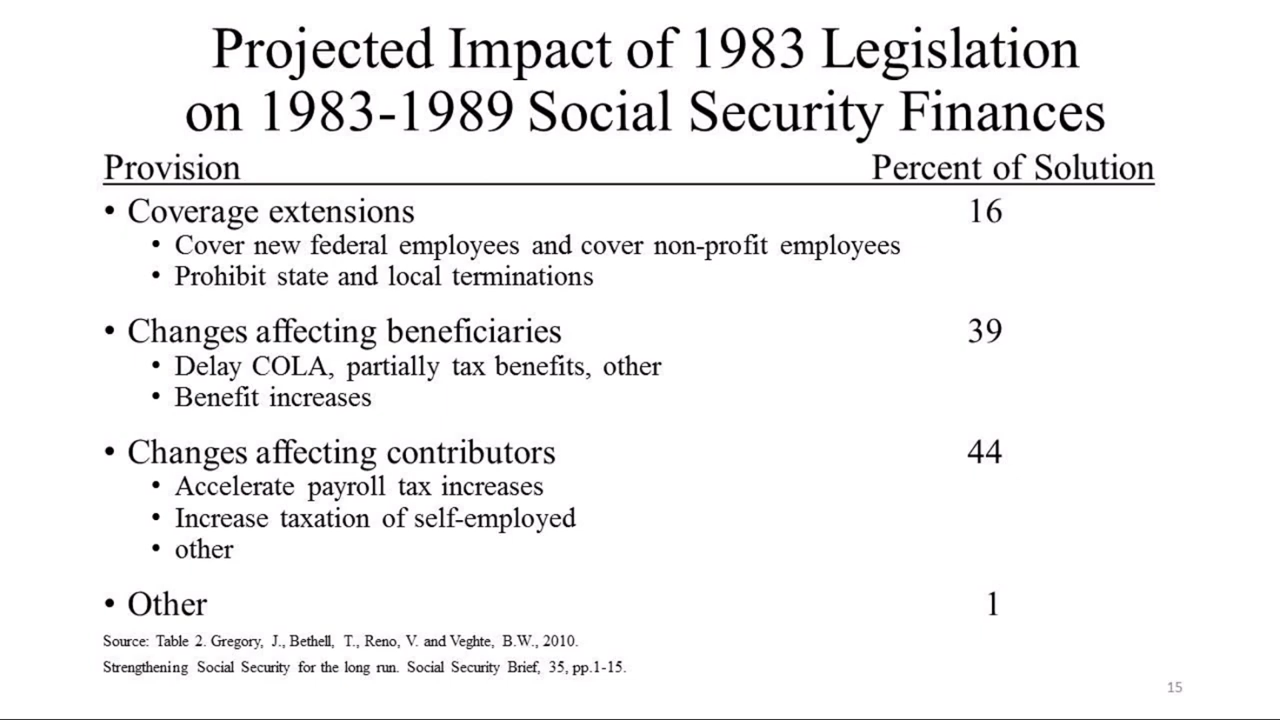 Projected Impact of 1983 Legislation
on 1983-1989 Social Security Finances
Provision Percent of Solution
• Coverage extensions 16
• Cover new federal employees and cover non-profit employees
• Prohibit state and local terminations
• Changes affecting beneficiaries 39
• Delay COLA, partially tax benefits, other
• Benefit increases
• Changes affecting contributors 44
• Accelerate payroll tax increases
• Increase taxation of self-employed
• other
• Other 1
Source: Table 2. Gregory, J., Bethell, T., Reno, V. and Veghte, B.W., 2010.
Strengthening Social Security for the long run. Social Security Brief, 35, pp.1-15.
15